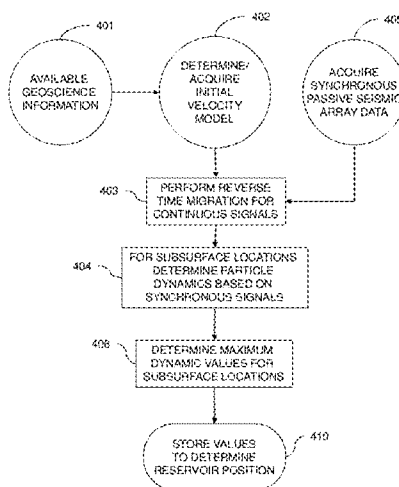 401
402
405
AVAILABLE
GEOSCIENCE
INFORMATION
DETERMINE/
ACQUIRE
INITIAL
VELOCITY
MODEL
ACQUIRE
SYNCHRONOUS
PASSIVE SEISMIC
ARRAY DATA
403
PERFORM REVERSE
TIME MIGRATION FOR
CONTINUOUS SIGNALS
404
FOR SUBSURFACE LOCATIONS
DETERMINE PARTICLE
DYNAMICS BASED ON
SYNCHRONOUS SIGNALS
408
DETERMINE MAXIMUM
DYNAMIC VALUES FOR
SUBSURFACE LOCATIONS
STORE VALUES
TO DETERMINE
RESERVOIR POSITION
410